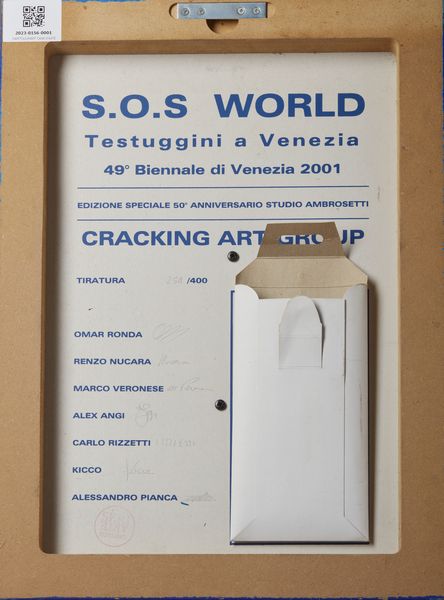 2023-0156-0001
S.O.S WORLD
Testuggini a Venezia
49° Biennale di Venezia 2001
EDIZIONE SPECIALE 50° ANNIVERSARIO STUDIO AMBROSETTI
CRACKING ART GROUP
TIRATURA /400
OMAR RONDA
RENZO NUCARA
MARCO VERONESE
ALEX ANGI
CARLO RIZZETTI
KICCO
ALESSANDRO PIANCA